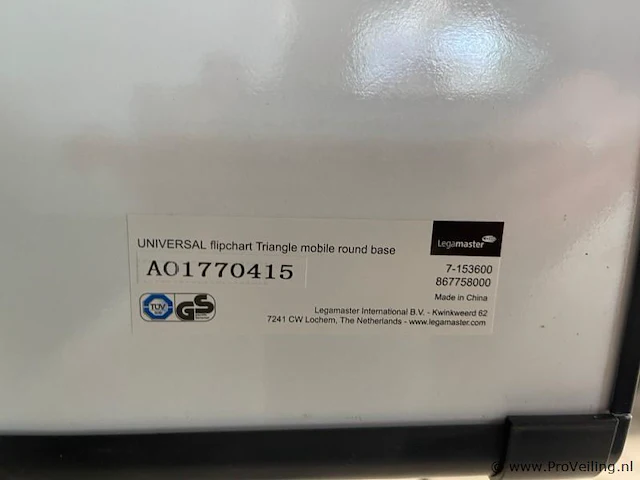 UNIVERSAL flipchart Triangle mobile round base
Legamaster
A01770415
7-153600
867758000
Made in China
TÜV
GS
Legamaster International B.V. - Kwinkweerd 62
7241 CW Lochem, The Netherlands - www.legamaster.com
© www.ProVeiling.nl